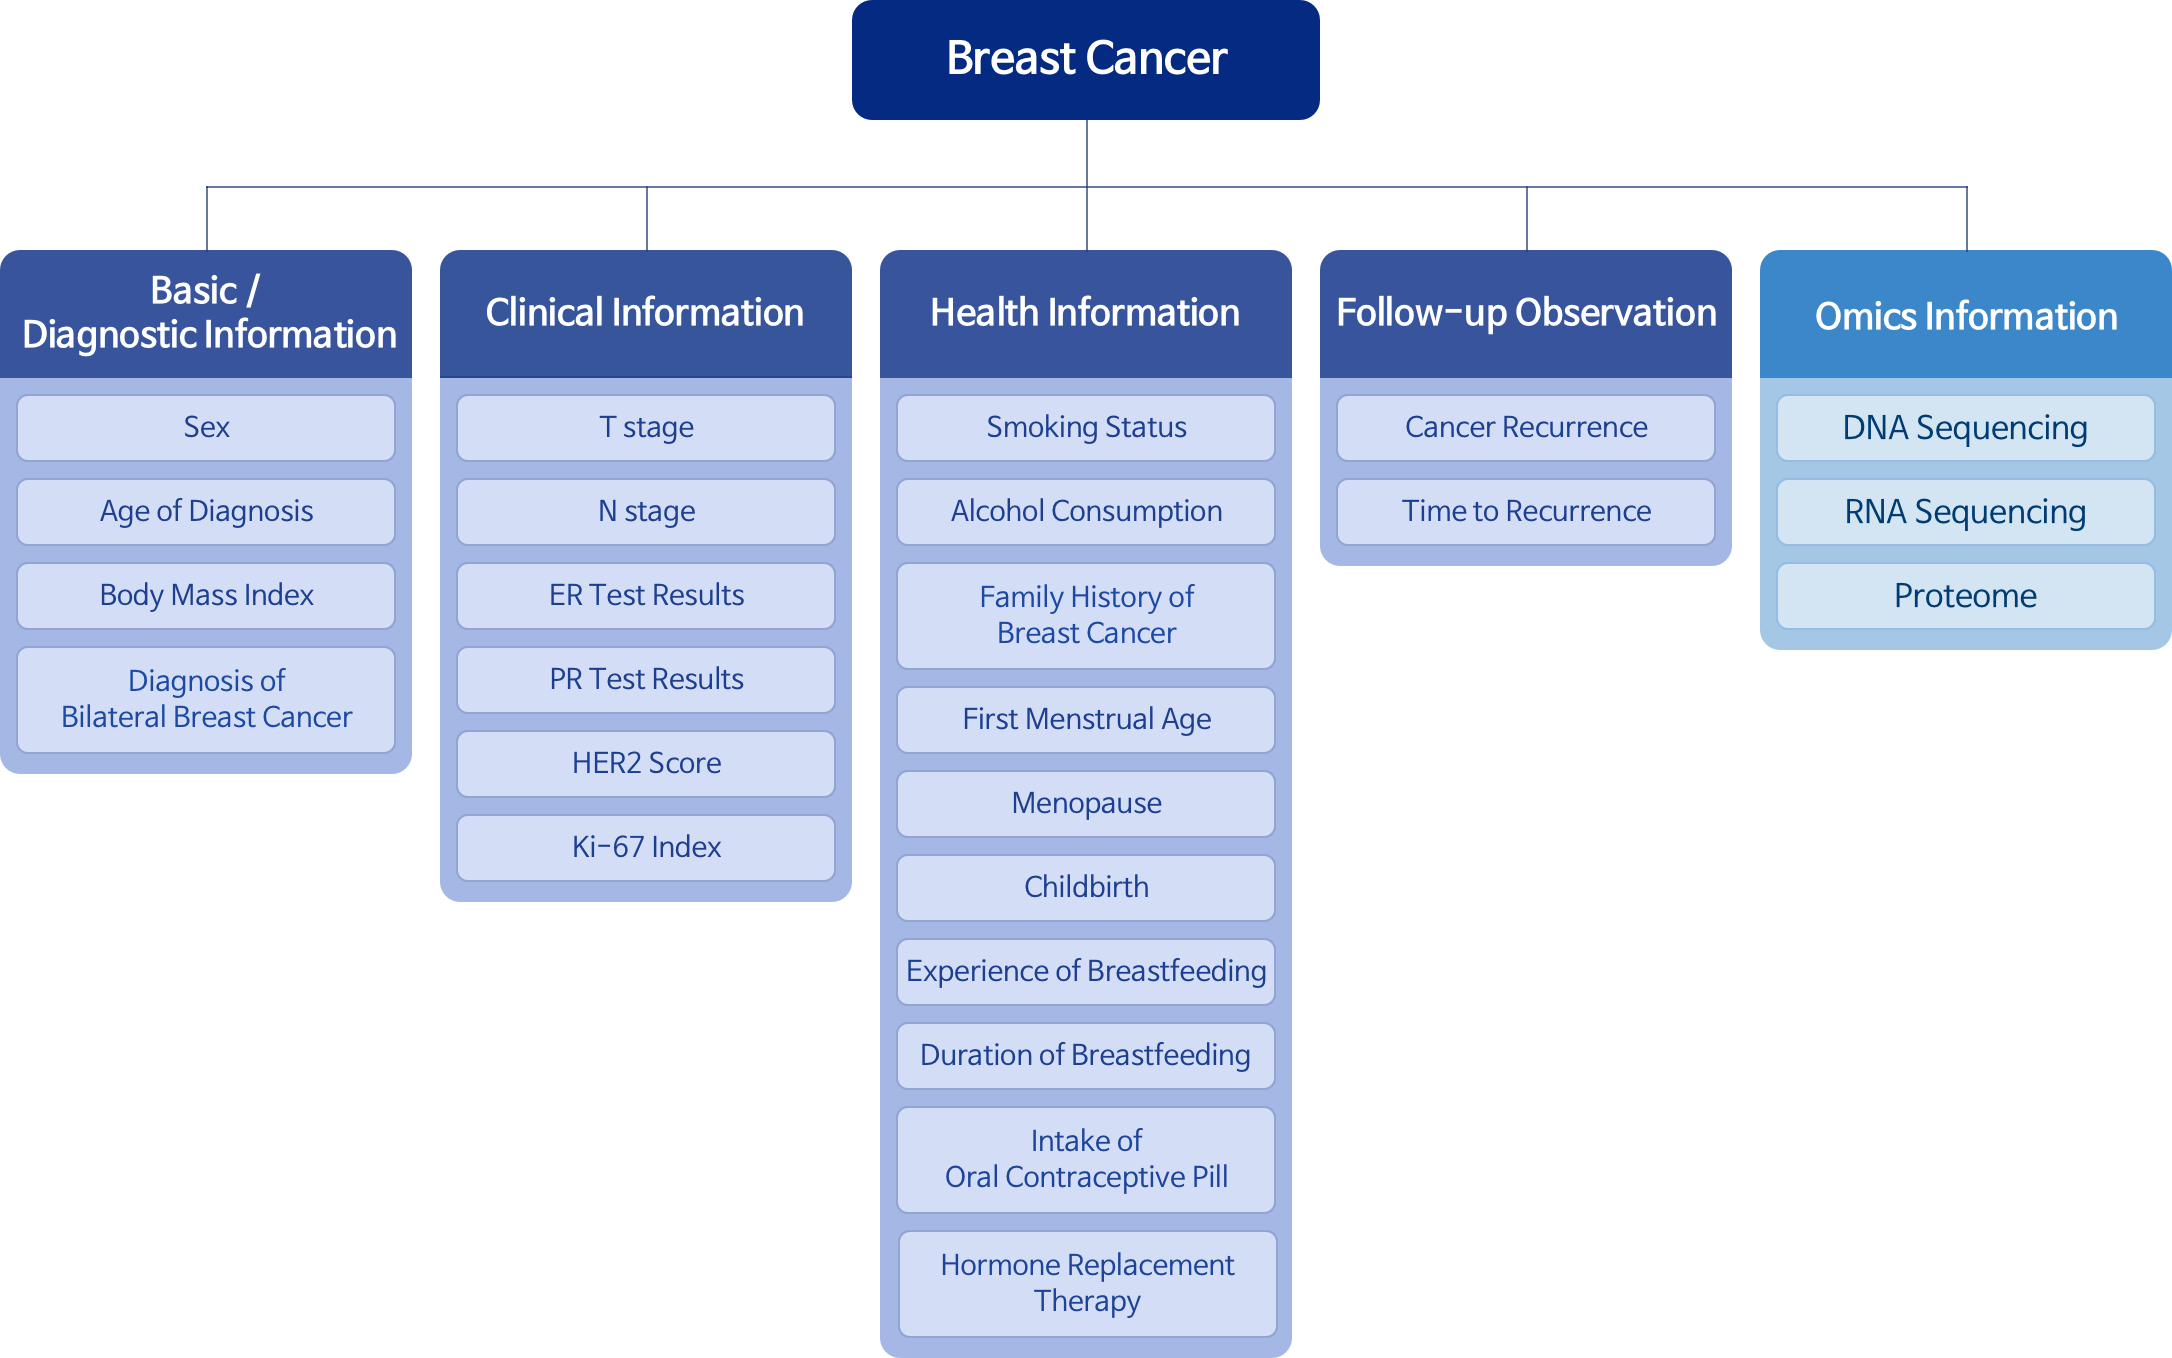 Breast Cancer
Basic /
Diagnostic Information
Sex
Age of Diagnosis
Body Mass Index
Diagnosis of
Bilateral Breast Cancer
Clinical Information
T stage
N stage
ER Test Results
PR Test Results
HER2 Score
Ki-67 Index
Health Information
Smoking Status
Alcohol Consumption
Family History of
Breast Cancer
First Menstrual Age
Menopause
Childbirth
Experience of Breastfeeding
Duration of Breastfeeding
Intake of
Oral Contraceptive Pill
Hormone Replacement
Therapy
Follow-up Observation
Cancer Recurrence
Time to Recurrence
Omics Information
DNA Sequencing
RNA Sequencing
Proteome